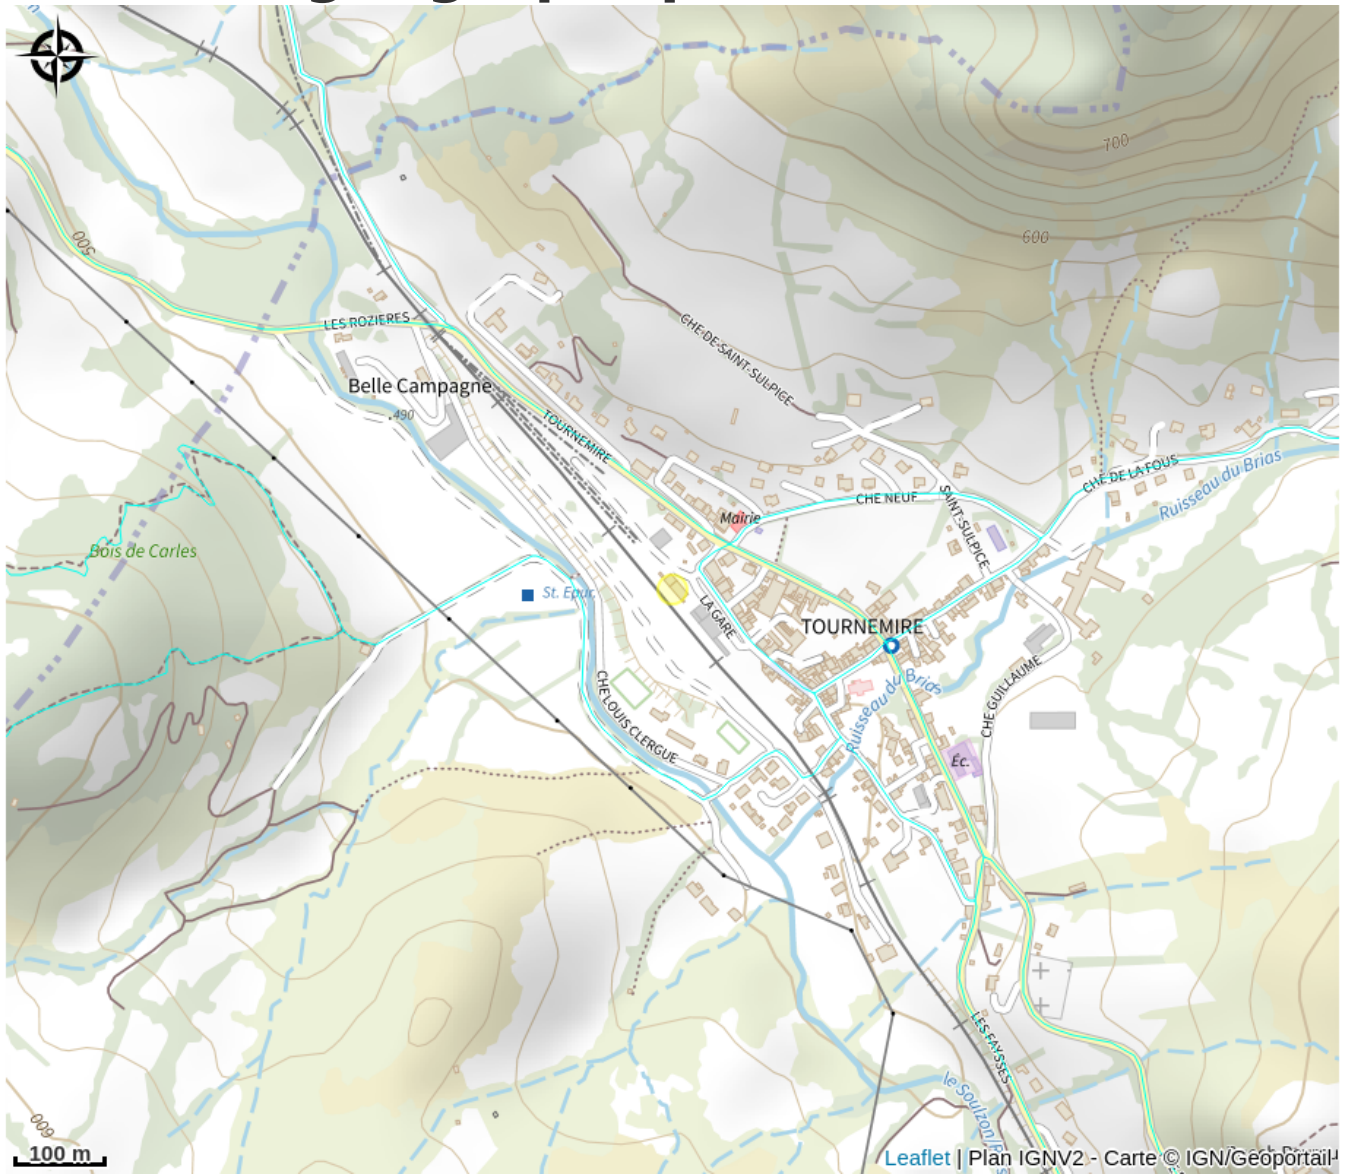 700
600
500
LES ROZIERES
CHE DE SAINT-SULPICE
Belle Campagne
490
TOURNEMIRE
CHE DE LA FOUS
Ruisseau du Brias
CHE NEUF
SAINT-SULPICE
Mairie
Bois de Carles
St. Epur.
LA GARE
TOURNEMIRE
Ruisseau du Brias
CHE GUILLAUME
CHE LOUIS CLERGUE
Éc.
LES FAYSSES
le Soulzon
600
100 m
Leaflet | Plan IGNV2 - Carte © IGN/Geoportail